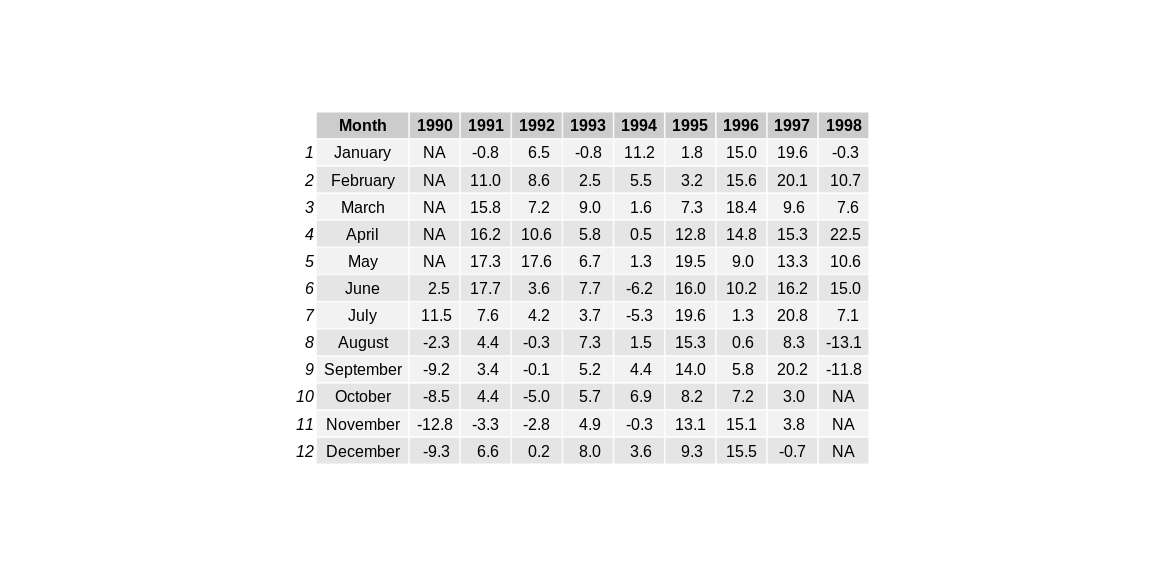 Month 1990 1991 1992 1993 1994 1995 1996 1997 1998
1 January NA -0.8 6.5 -0.8 11.2 1.8 15.0 19.6 -0.3
2 February NA 11.0 8.6 2.5 5.5 3.2 15.6 20.1 10.7
3 March NA 15.8 7.2 9.0 1.6 7.3 18.4 9.6 7.6
4 April NA 16.2 10.6 5.8 0.5 12.8 14.8 15.3 22.5
5 May NA 17.3 17.6 6.7 1.3 19.5 9.0 13.3 10.6
6 June 2.5 17.7 3.6 7.7 -6.2 16.0 10.2 16.2 15.0
7 July 11.5 7.6 4.2 3.7 -5.3 19.6 1.3 20.8 7.1
8 August -2.3 4.4 -0.3 7.3 1.5 15.3 0.6 8.3 -13.1
9 September -9.2 3.4 -0.1 5.2 4.4 14.0 5.8 20.2 -11.8
10 October -8.5 4.4 -5.0 5.7 6.9 8.2 7.2 3.0 NA
11 November -12.8 -3.3 -2.8 4.9 -0.3 13.1 15.1 3.8 NA
12 December -9.3 6.6 0.2 8.0 3.6 9.3 15.5 -0.7 NA